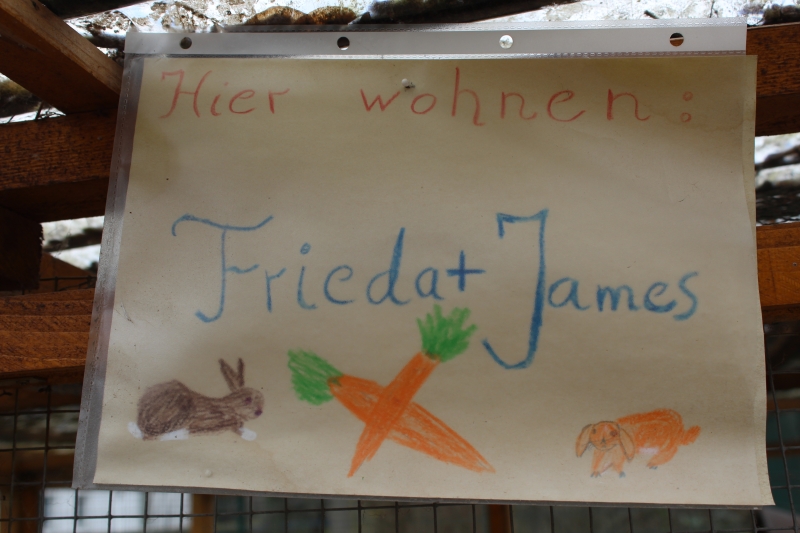 Hier wohnen:
Frieda + James